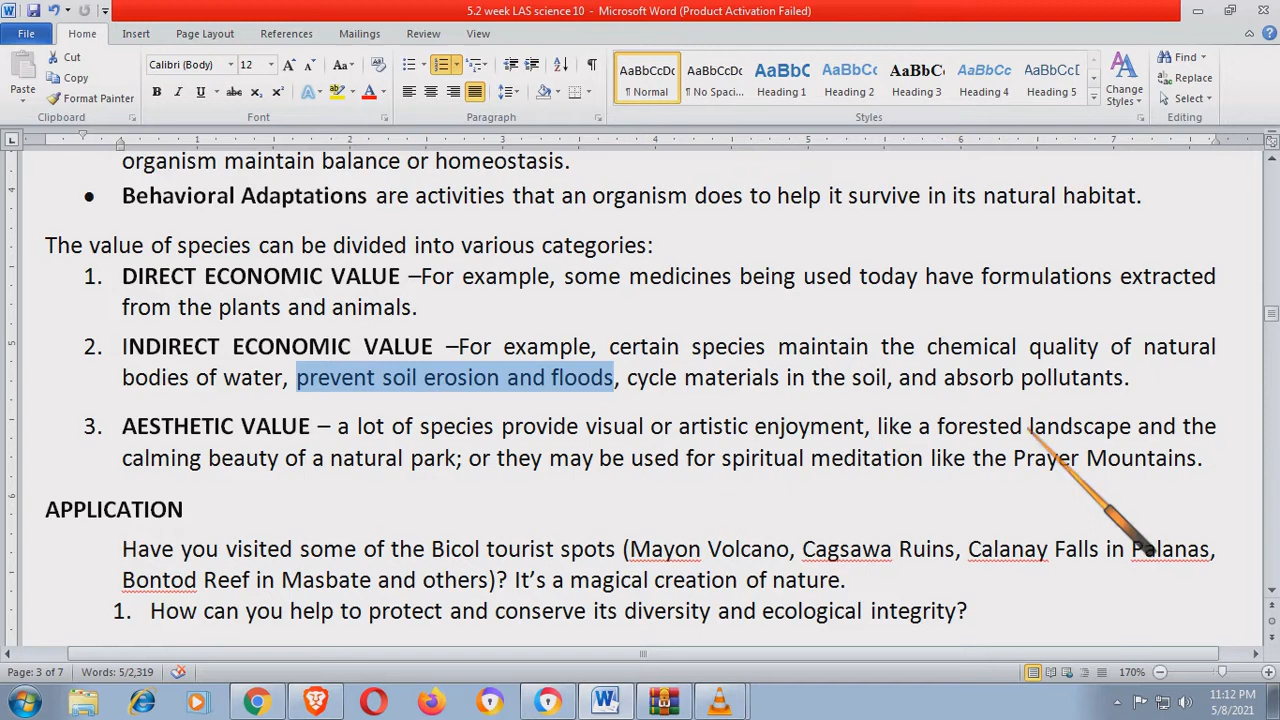 5.2 week LAS science 10 - Microsoft Word (Product Activation Failed)
File Home Insert Page Layout References Mailings Review View
Cut
Copy
Format Painter
Paste
Clipboard
Calibri (Body) 12
Font
Paragraph
AaBbCcDc AaBbCcDc AaBbC AaBbCc AaBbC AaBbCc AaBbCcD
¶ Normal ¶ No Spaci... Heading 1 Heading 2 Heading 3 Heading 4 Heading 5
Styles
Change
Styles
Find
Replace
Select
Editing
1 2 3 4 5 6 7
organism maintain balance or homeostasis.
• Behavioral Adaptations are activities that an organism does to help it survive in its natural habitat.
The value of species can be divided into various categories:
1. DIRECT ECONOMIC VALUE –For example, some medicines being used today have formulations extracted
from the plants and animals.
2. INDIRECT ECONOMIC VALUE –For example, certain species maintain the chemical quality of natural
bodies of water, prevent soil erosion and floods, cycle materials in the soil, and absorb pollutants.
3. AESTHETIC VALUE – a lot of species provide visual or artistic enjoyment, like a forested landscape and the
calming beauty of a natural park; or they may be used for spiritual meditation like the Prayer Mountains.
APPLICATION
Have you visited some of the Bicol tourist spots (Mayon Volcano, Cagsawa Ruins, Calanay Falls in Palanas,
Bontod Reef in Masbate and others)? It’s a magical creation of nature.
1. How can you help to protect and conserve its diversity and ecological integrity?
Page: 3 of 7 Words: 5/2,319 170%
11:12 PM
5/8/2021